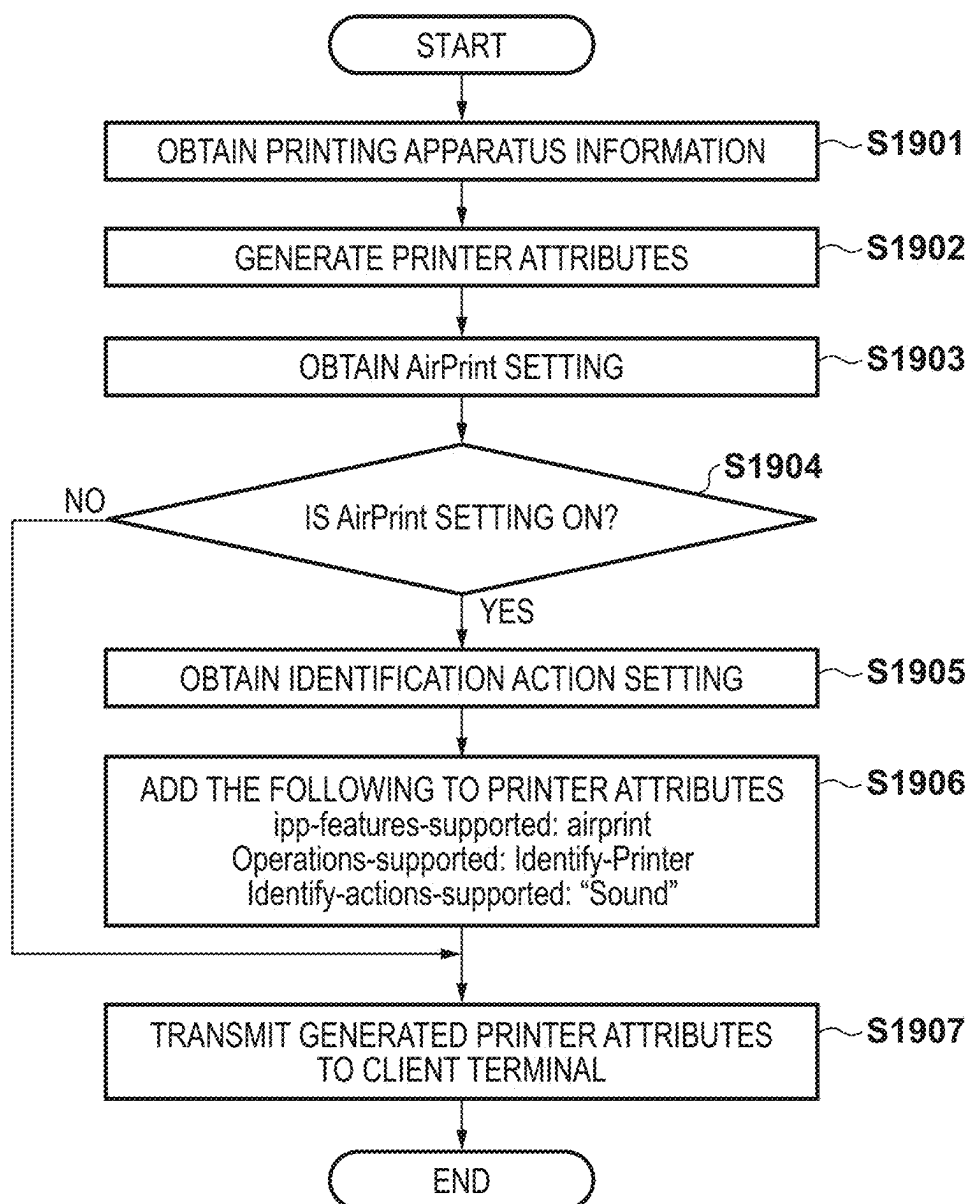 START
OBTAIN PRINTING APPARATUS INFORMATION
S1901
GENERATE PRINTER ATTRIBUTES
S1902
OBTAIN AirPrint SETTING
S1903
S1904
NO
IS AirPrint SETTING ON?
YES
OBTAIN IDENTIFICATION ACTION SETTING
S1905
ADD THE FOLLOWING TO PRINTER ATTRIBUTES
S1906
ipp-features-supported: airprint
Operations-supported: Identify-Printer
Identify-actions-supported: “Sound”
TRANSMIT GENERATED PRINTER ATTRIBUTES
S1907
TO CLIENT TERMINAL
END